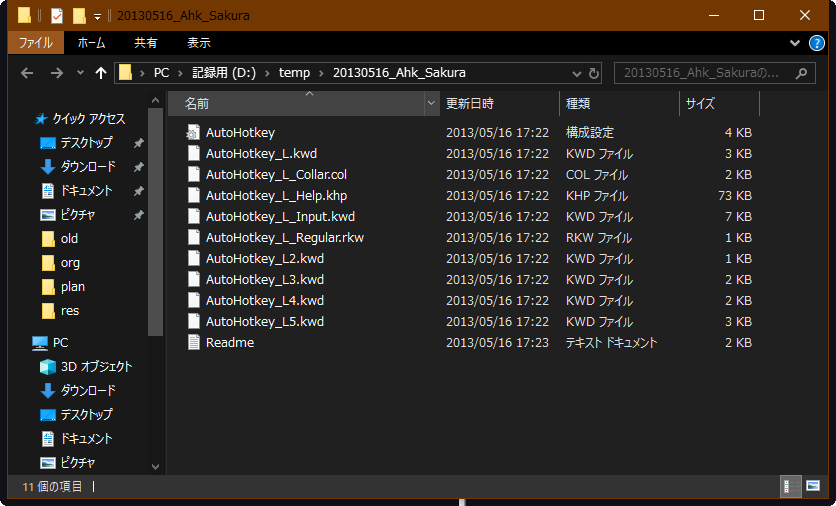 20130516_Ahk_Sakura
ファイル ホーム 共有 表示
PC 記録用 (D:) temp 20130516_Ahk_Sakura 20130516_Ahk_Sakuraの...
名前 更新日時 種類 サイズ
クイック アクセス
デスクトップ
ダウンロード
ドキュメント
ピクチャ
old
org
plan
res
PC
3D オブジェクト
ダウンロード
デスクトップ
ドキュメント
ピクチャ
AutoHotkey 2013/05/16 17:22 構成設定 4 KB
AutoHotkey_L.kwd 2013/05/16 17:22 KWD ファイル 3 KB
AutoHotkey_L_Collar.col 2013/05/16 17:22 COL ファイル 2 KB
AutoHotkey_L_Help.khp 2013/05/16 17:22 KHP ファイル 73 KB
AutoHotkey_L_Input.kwd 2013/05/16 17:22 KWD ファイル 7 KB
AutoHotkey_L_Regular.rkw 2013/05/16 17:22 RKW ファイル 1 KB
AutoHotkey_L2.kwd 2013/05/16 17:22 KWD ファイル 1 KB
AutoHotkey_L3.kwd 2013/05/16 17:22 KWD ファイル 2 KB
AutoHotkey_L4.kwd 2013/05/16 17:22 KWD ファイル 2 KB
AutoHotkey_L5.kwd 2013/05/16 17:22 KWD ファイル 3 KB
Readme 2013/05/16 17:23 テキスト ドキュメント 2 KB
11 個の項目